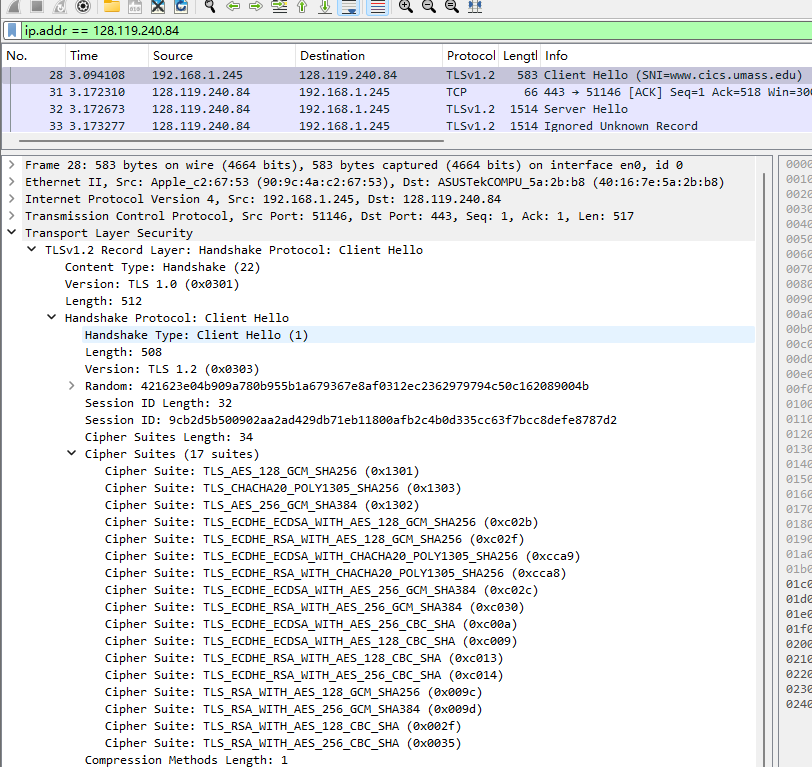 ip.addr == 128.119.240.84
No. Time Source Destination Protocol Lengtl Info
28 3.094108 192.168.1.245 128.119.240.84 TLSv1.2 583 Client Hello (SNI=www.cics.umass.edu)
31 3.172310 128.119.240.84 192.168.1.245 TCP 66 443 → 51146 [ACK] Seq=1 Ack=518 Win=300
32 3.172673 128.119.240.84 192.168.1.245 TLSv1.2 1514 Server Hello
33 3.173277 128.119.240.84 192.168.1.245 TLSv1.2 1514 Ignored Unknown Record
Frame 28: 583 bytes on wire (4664 bits), 583 bytes captured (4664 bits) on interface en0, id 0
Ethernet II, Src: Apple_c2:67:53 (90:9c:4a:c2:67:53), Dst: ASUSTekCOMPU_5a:2b:b8 (40:16:7e:5a:2b:b8)
Internet Protocol Version 4, Src: 192.168.1.245, Dst: 128.119.240.84
Transmission Control Protocol, Src Port: 51146, Dst Port: 443, Seq: 1, Ack: 1, Len: 517
Transport Layer Security
TLSv1.2 Record Layer: Handshake Protocol: Client Hello
Content Type: Handshake (22)
Version: TLS 1.0 (0x0301)
Length: 512
Handshake Protocol: Client Hello
Handshake Type: Client Hello (1)
Length: 508
Version: TLS 1.2 (0x0303)
Random: 421623e04b909a780b955b1a679367e8af0312ec2362979794c50c162089004b
Session ID Length: 32
Session ID: 9cb2d5b500902aa2ad429db71eb11800afb2c4b0d335cc63f7bcc8defe8787d2
Cipher Suites Length: 34
Cipher Suites (17 suites)
Cipher Suite: TLS_AES_128_GCM_SHA256 (0x1301)
Cipher Suite: TLS_CHACHA20_POLY1305_SHA256 (0x1303)
Cipher Suite: TLS_AES_256_GCM_SHA384 (0x1302)
Cipher Suite: TLS_ECDHE_ECDSA_WITH_AES_128_GCM_SHA256 (0xc02b)
Cipher Suite: TLS_ECDHE_RSA_WITH_AES_128_GCM_SHA256 (0xc02f)
Cipher Suite: TLS_ECDHE_ECDSA_WITH_CHACHA20_POLY1305_SHA256 (0xcca9)
Cipher Suite: TLS_ECDHE_RSA_WITH_CHACHA20_POLY1305_SHA256 (0xcca8)
Cipher Suite: TLS_ECDHE_ECDSA_WITH_AES_256_GCM_SHA384 (0xc02c)
Cipher Suite: TLS_ECDHE_RSA_WITH_AES_256_GCM_SHA384 (0xc030)
Cipher Suite: TLS_ECDHE_ECDSA_WITH_AES_256_CBC_SHA (0xc00a)
Cipher Suite: TLS_ECDHE_ECDSA_WITH_AES_128_CBC_SHA (0xc009)
Cipher Suite: TLS_ECDHE_RSA_WITH_AES_128_CBC_SHA (0xc013)
Cipher Suite: TLS_ECDHE_RSA_WITH_AES_256_CBC_SHA (0xc014)
Cipher Suite: TLS_RSA_WITH_AES_128_GCM_SHA256 (0x009c)
Cipher Suite: TLS_RSA_WITH_AES_256_GCM_SHA384 (0x009d)
Cipher Suite: TLS_RSA_WITH_AES_128_CBC_SHA (0x002f)
Cipher Suite: TLS_RSA_WITH_AES_256_CBC_SHA (0x0035)
Compression Methods Length: 1
0000
0010
0020
0030
0040
0050
0060
0070
0080
0090
00a0
00b0
00c0
00d0
00e0
00f0
0100
0110
0120
0130
0140
0150
0160
0170
0180
0190
01a0
01b0
01c0
01d0
01e0
01f0
0200
0210
0220
0230
0240